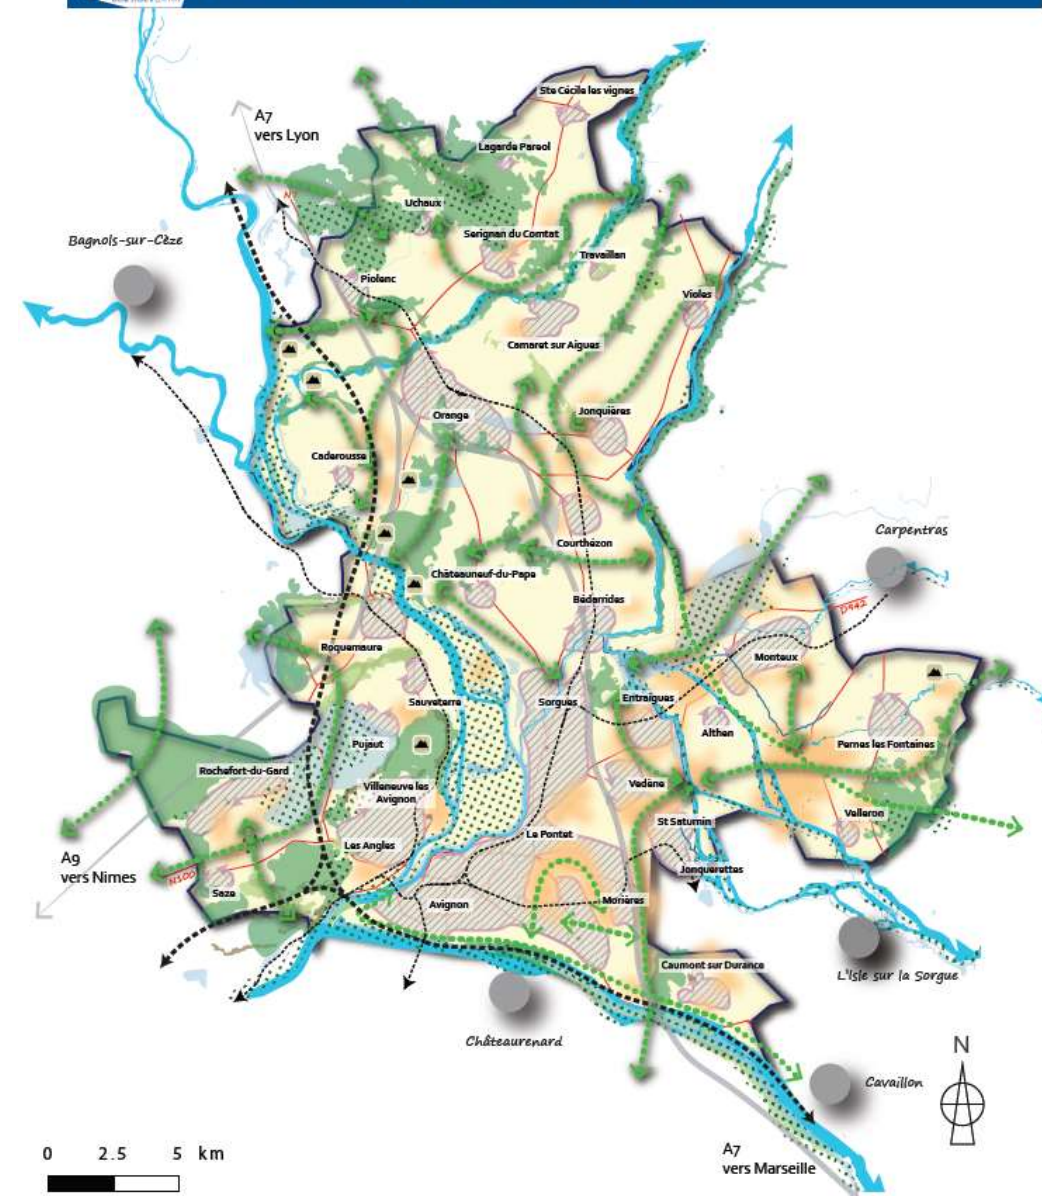 Ste Cécile les vignes
A7
vers Lyon
Lagarde Pareol
N7
Uchaux
Bagnols-sur-Cèze
Serignan du Comtat
Travaillan
Piolenc
Violes
Camaret sur Aigues
Orange
Jonquières
Caderousse
Carpentras
Courthézon
Châteauneuf-du-Pape
Bédarrides
D942
Roquemaure
Monteux
Sauveterre
Sorgues
Entraigues
Althen
Pujaut
Pernes les Fontaines
Rochefort-du-Gard
Villeneuve les
Avignon
Vedène
Velleron
St Saturnin
Le Pontet
Les Angles
A9
vers Nimes
N100
Jonquerettes
Saze
Avignon
Morières
Caumont sur Durance
L'Isle sur la Sorgue
Châteaurenard
N
Cavaillon
0 2.5 5 km
A7
vers Marseille